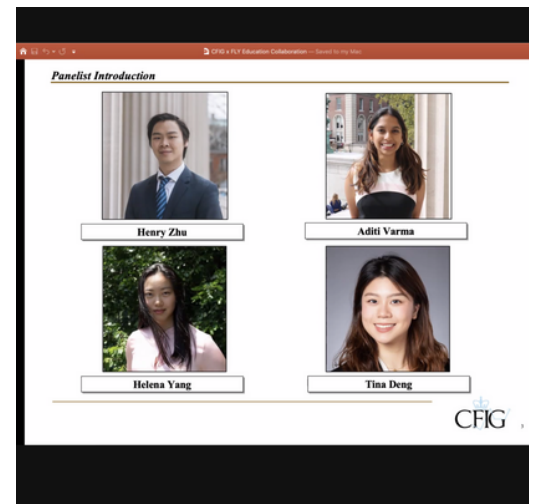 CFIG x FLY Education Collaboration — Saved to my Mac
Panelist Introduction
Henry Zhu
Aditi Varma
Helena Yang
Tina Deng
CFIG
3